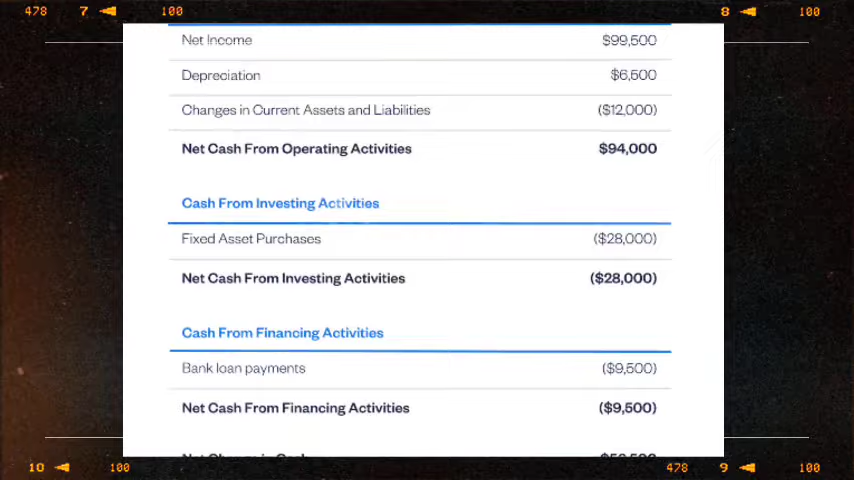 478 7 100 8 100
Net Income $99,500
Depreciation $6,500
Changes in Current Assets and Liabilities ($12,000)
Net Cash From Operating Activities $94,000
Cash From Investing Activities
Fixed Asset Purchases ($28,000)
Net Cash From Investing Activities ($28,000)
Cash From Financing Activities
Bank loan payments ($9,500)
Net Cash From Financing Activities ($9,500)
10 100 478 9 100